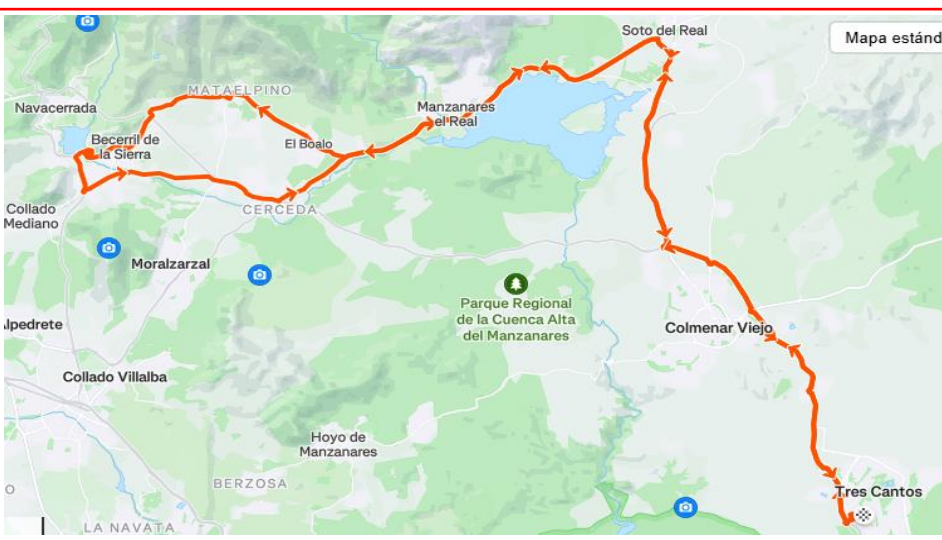 Soto del Real
Mapa estánd
MATAELPINO
Navacerrada
Manzanares
el Real
Becerril de
la Sierra
El Boalo
CERCEDA
Collado
Mediano
Moralzarzal
Parque Regional
de la Cuenca Alta
del Manzanares
lpedrete
Colmenar Viejo
Collado Villalba
Hoyo de
Manzanares
BERZOSA
Tres Cantos
O
LA NAVATA